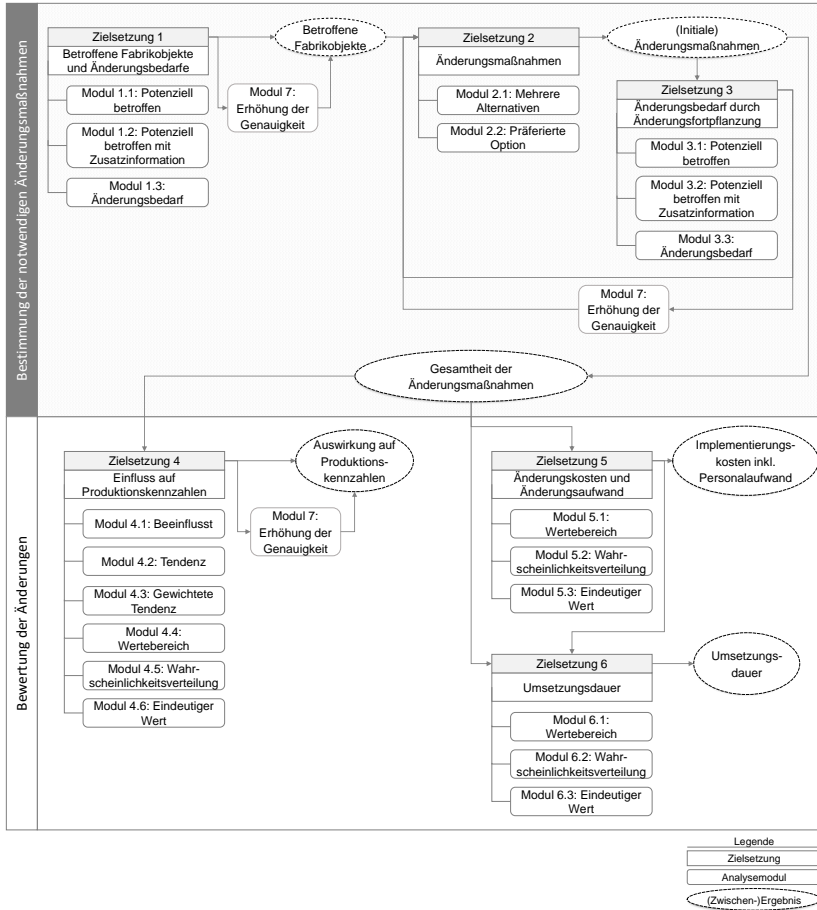 Bestimmung der notwendigen Änderungsmaßnahmen
Zielsetzung 1
Betroffene Fabrikobjekte
und Änderungsbedarfe
Modul 1.1: Potenziell
betroffen
Modul 1.2: Potenziell
betroffen mit
Zusatzinformation
Modul 1.3:
Änderungsbedarf
Betroffene
Fabrikobjekte
Modul 7:
Erhöhung der
Genauigkeit
Zielsetzung 2
Änderungsmaßnahmen
Modul 2.1: Mehrere
Alternativen
Modul 2.2: Präferierte
Option
(Initiale)
Änderungsmaßnahmen
Zielsetzung 3
Änderungsbedarf durch
Änderungsfortpflanzung
Modul 3.1: Potenziell
betroffen
Modul 3.2: Potenziell
betroffen mit
Zusatzinformation
Modul 3.3:
Änderungsbedarf
Modul 7:
Erhöhung der
Genauigkeit
Gesamtheit der
Änderungsmaßnahmen
Bewertung der Änderungen
Zielsetzung 4
Einfluss auf
Produktionskennzahlen
Modul 4.1: Beeinflusst
Modul 4.2: Tendenz
Modul 4.3: Gewichtete
Tendenz
Modul 4.4:
Wertebereich
Modul 4.5: Wahr-
scheinlichkeitsverteilung
Modul 4.6: Eindeutiger
Wert
Auswirkung auf
Produktions-
kennzahlen
Modul 7:
Erhöhung der
Genauigkeit
Zielsetzung 5
Änderungskosten und
Änderungsaufwand
Modul 5.1:
Wertebereich
Modul 5.2: Wahr-
scheinlichkeitsverteilung
Modul 5.3: Eindeutiger
Wert
Implementierungs-
kosten inkl.
Personalaufwand
Zielsetzung 6
Umsetzungsdauer
Modul 6.1:
Wertebereich
Modul 6.2: Wahr-
scheinlichkeitsverteilung
Modul 6.3: Eindeutiger
Wert
Umsetzungs-
dauer
Legende
Zielsetzung
Analysemodul
(Zwischen-)Ergebnis